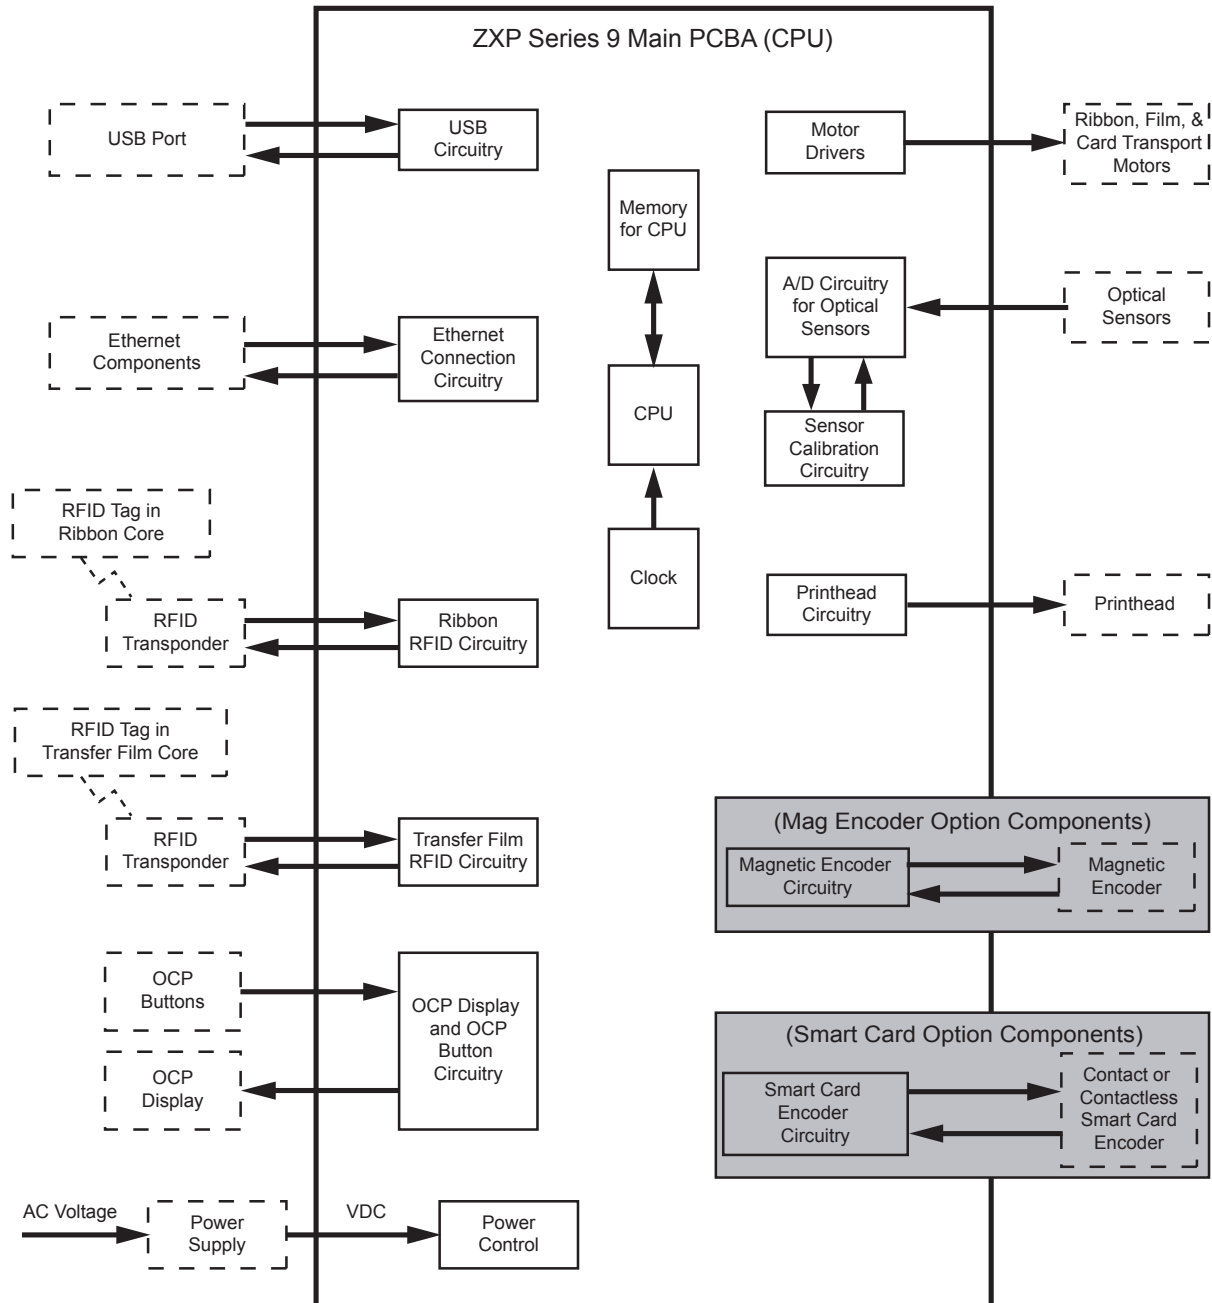 ZXP Series 9 Main PCBA (CPU)
USB Port
USB
Circuitry
Ethernet
Components
Ethernet
Connection
Circuitry
RFID Tag in
Ribbon Core
RFID
Transponder
Ribbon
RFID Circuitry
RFID Tag in
Transfer Film Core
RFID
Transponder
Transfer Film
RFID Circuitry
OCP
Buttons
OCP
Display
OCP Display
and OCP
Button
Circuitry
AC Voltage
Power
Supply
VDC
Power
Control
Memory
for CPU
CPU
Clock
Motor
Drivers
Ribbon, Film, &
Card Transport
Motors
A/D Circuitry
for Optical
Sensors
Optical
Sensors
Sensor
Calibration
Circuitry
Printhead
Circuitry
Printhead
(Mag Encoder Option Components)
Magnetic Encoder
Circuitry
Magnetic
Encoder
(Smart Card Option Components)
Smart Card
Encoder
Circuitry
Contact or
Contactless
Smart Card
Encoder